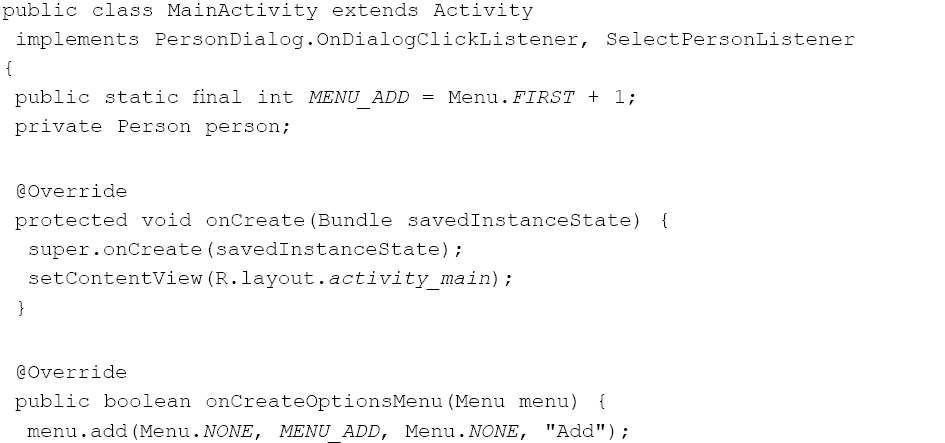 public class MainActivity extends Activity
implements PersonDialog.OnDialogClickListener, SelectPersonListener
{
public static final int MENU_ADD = Menu.FIRST + 1;
private Person person;
@Override
protected void onCreate(Bundle savedInstanceState) {
super.onCreate(savedInstanceState);
setContentView(R.layout.activity_main);
}
@Override
public boolean onCreateOptionsMenu(Menu menu) {
menu.add(Menu.NONE, MENU_ADD, Menu.NONE, "Add");